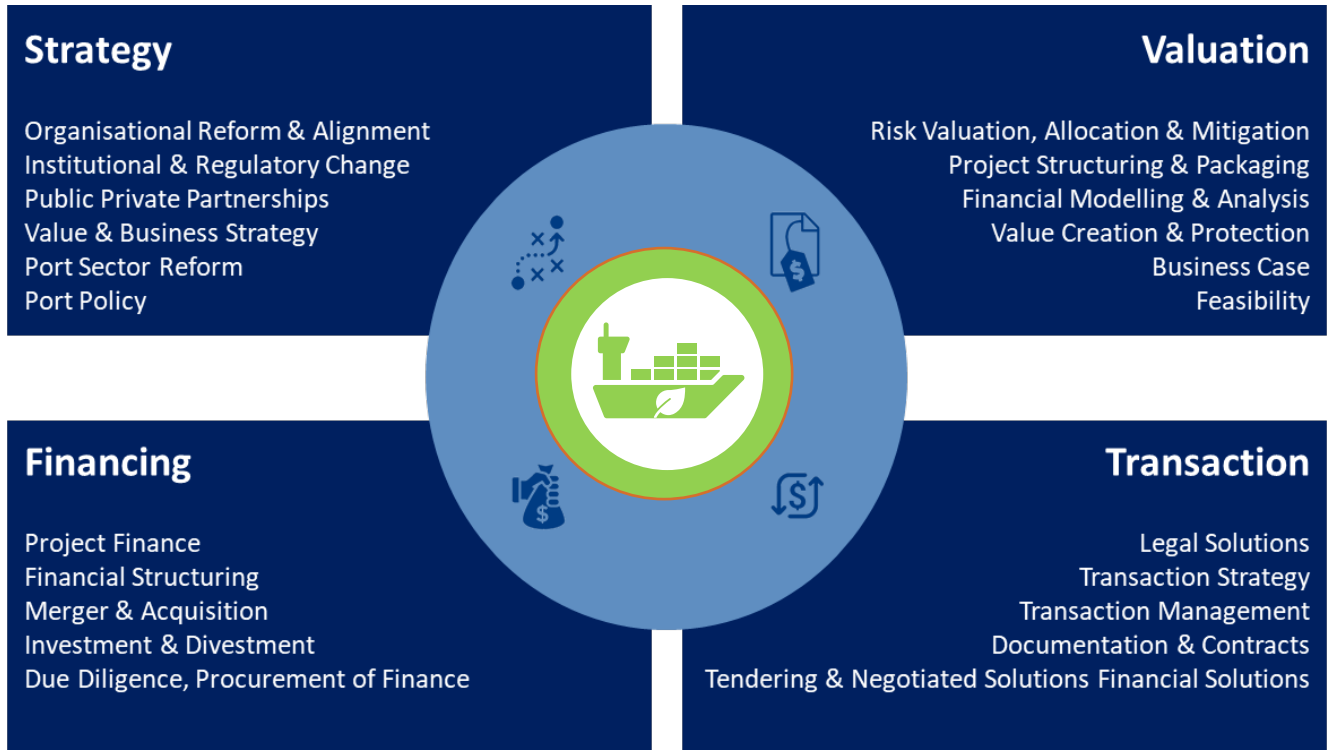 Strategy
Organisational Reform & Alignment
Institutional & Regulatory Change
Public Private Partnerships
Value & Business Strategy
Port Sector Reform
Port Policy
Valuation
Risk Valuation, Allocation & Mitigation
Project Structuring & Packaging
Financial Modelling & Analysis
Value Creation & Protection
Business Case
Feasibility
Financing
Project Finance
Financial Structuring
Merger & Acquisition
Investment & Divestment
Due Diligence, Procurement of Finance
Transaction
Legal Solutions
Transaction Strategy
Transaction Management
Documentation & Contracts
Tendering & Negotiated Solutions Financial Solutions